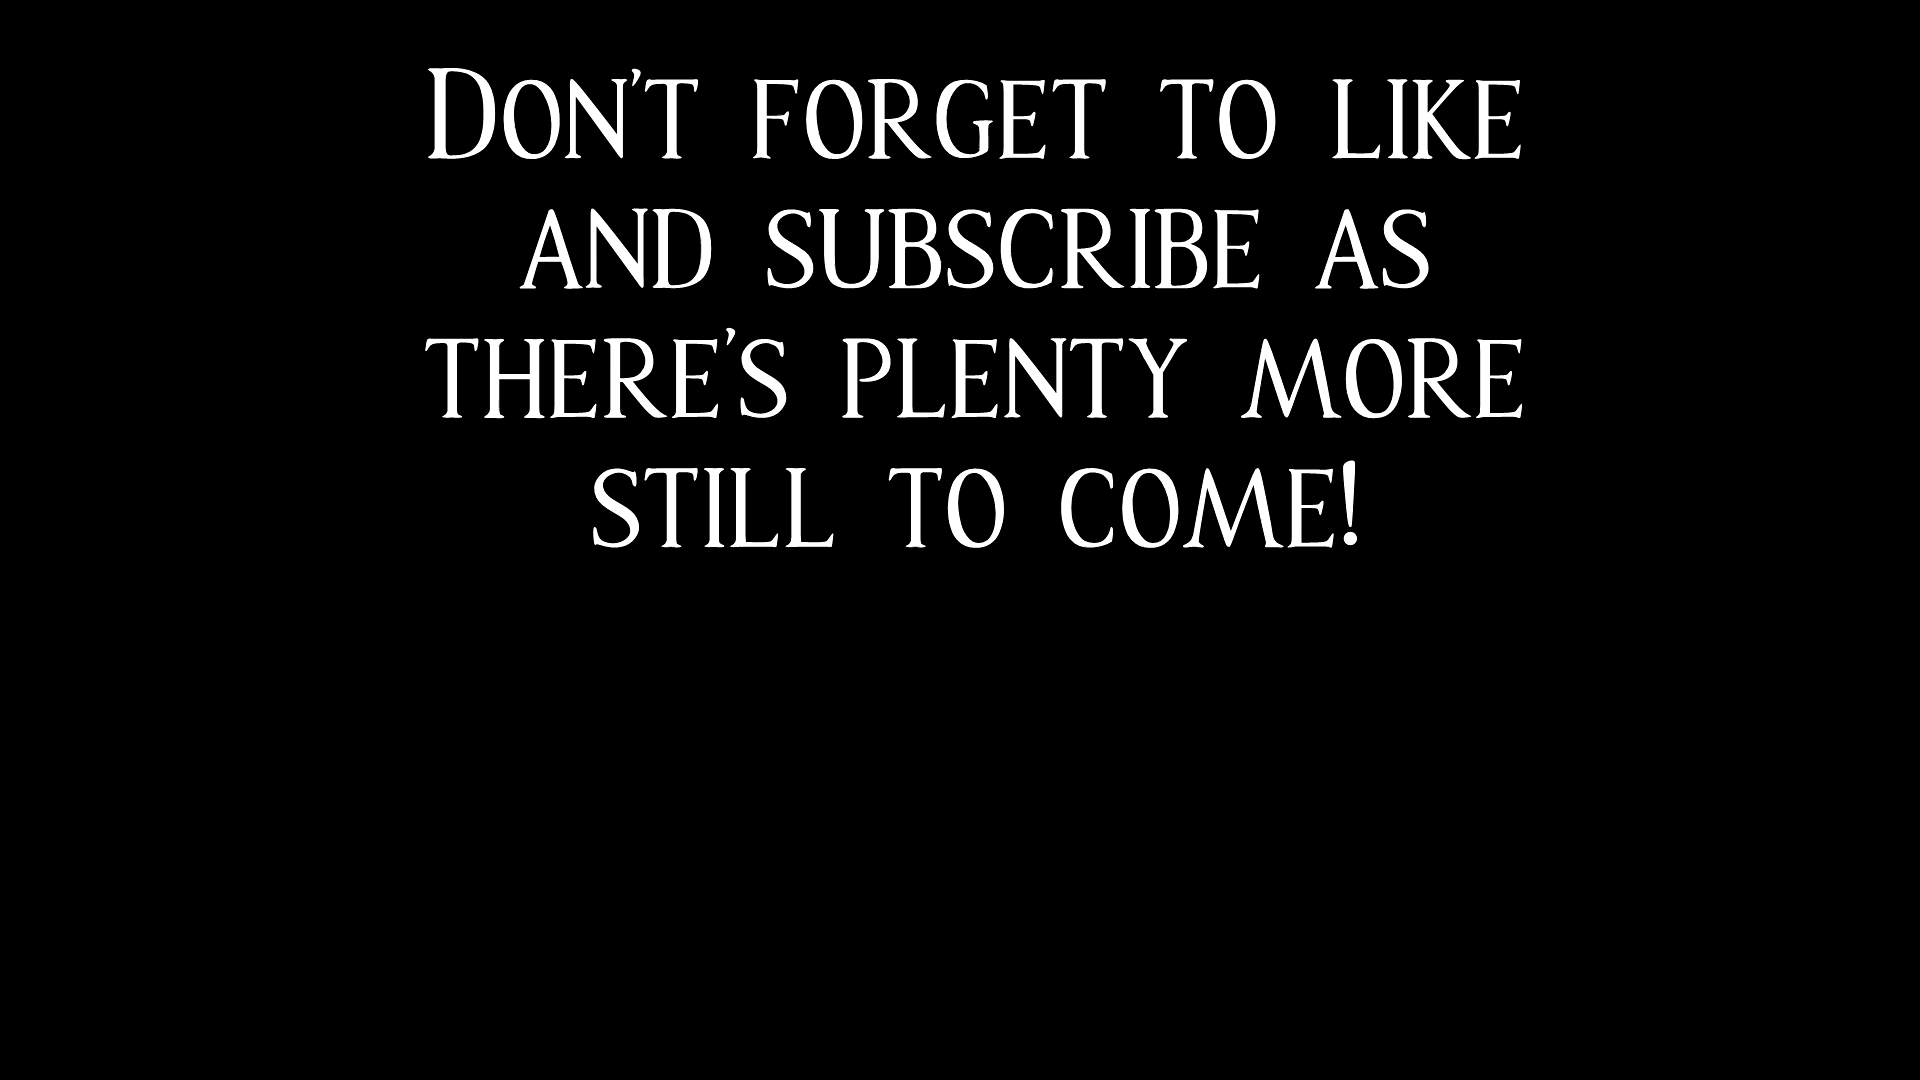 Don't forget to like
and subscribe as
there's plenty more
still to come!